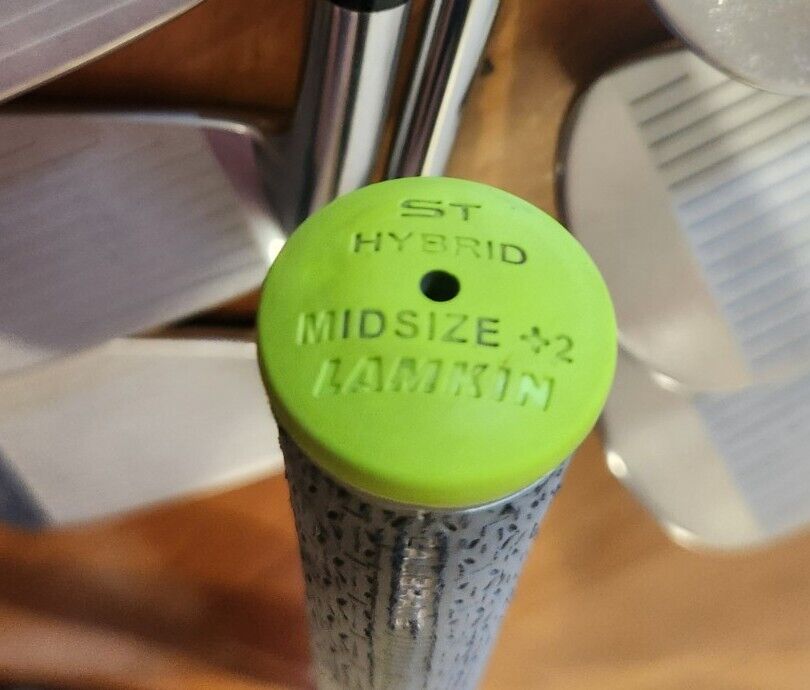 ST
HYBRID
MIDSIZE +2
LAMKIN